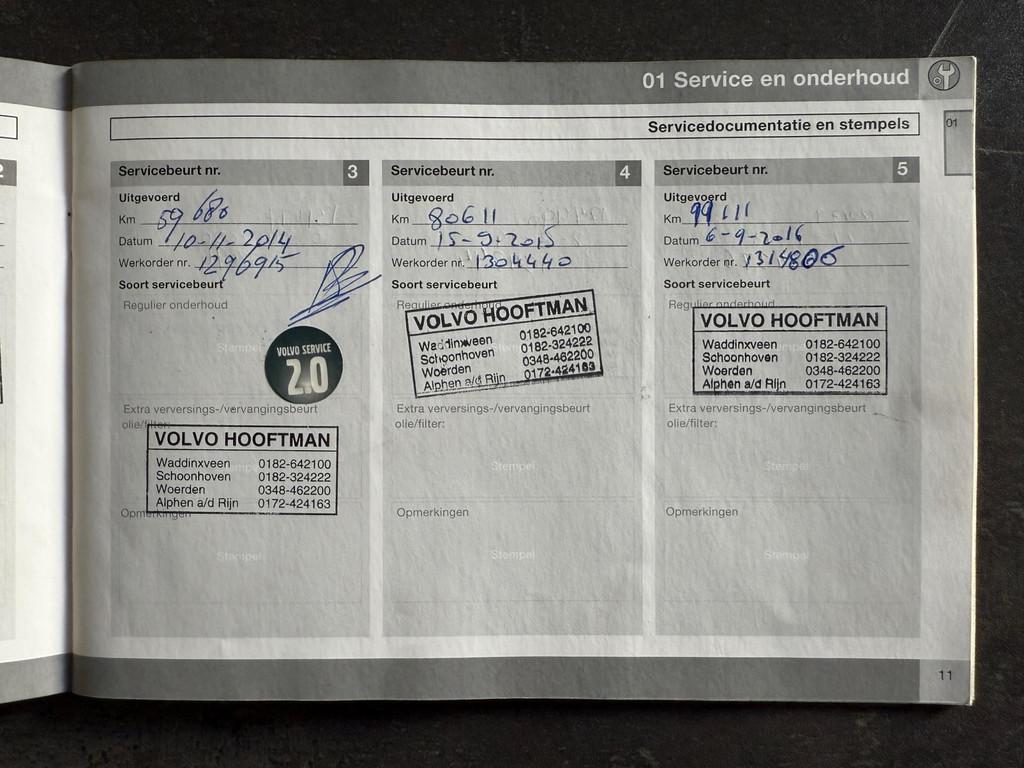 01 Service en onderhoud
01
Servicedocumentatie en stempels
Servicebeurt nr. 3
Uitgevoerd
Km 59 680
Datum 10-11-2014
Werkorder nr. 1296915
Soort servicebeurt
Regulier onderhoud
Stempel
VOLVO SERVICE
2.0
Extra verversings-/vervangingsbeurt
olie/filter:
VOLVO HOOFTMAN
Waddinxveen 0182-642100
Schoonhoven 0182-324222
Woerden 0348-462200
Alphen a/d Rijn 0172-424163
Opmerkingen
Stempel
Servicebeurt nr. 4
Uitgevoerd
Km 80611
Datum 15-9-2015
Werkorder nr. 1304440
Soort servicebeurt
Regulier onderhoud
VOLVO HOOFTMAN
Waddinxveen 0182-642100
Schoonhoven 0182-324222
Woerden 0348-462200
Alphen a/d Rijn 0172-424163
Extra verversings-/vervangingsbeurt
olie/filter:
Stempel
Opmerkingen
Stempel
Servicebeurt nr. 5
Uitgevoerd
Km 99111
Datum 6-9-2016
Werkorder nr. 1314806
Soort servicebeurt
Regulier onderhoud
VOLVO HOOFTMAN
Waddinxveen 0182-642100
Schoonhoven 0182-324222
Woerden 0348-462200
Alphen a/d Rijn 0172-424163
Extra verversings-/vervangingsbeurt
olie/filter:
Stempel
Opmerkingen
Stempel
11